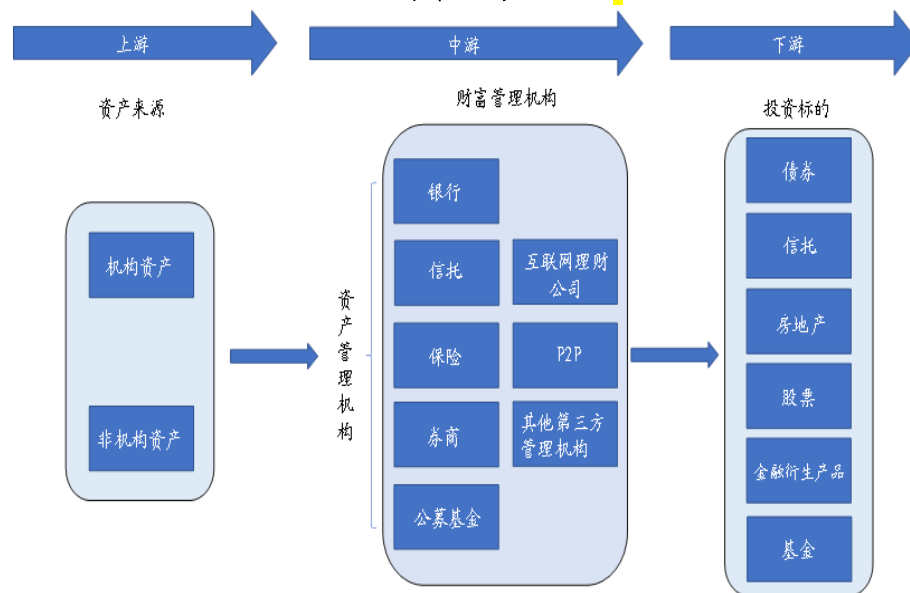 上游
中游
下游
资产来源
财富管理机构
投资标的
机构资产
非机构资产
资产管理机构
银行
信托
保险
券商
公募基金
互联网理财
公司
P2P
其他第三方
管理机构
债券
信托
房地产
股票
金融衍生产品
基金